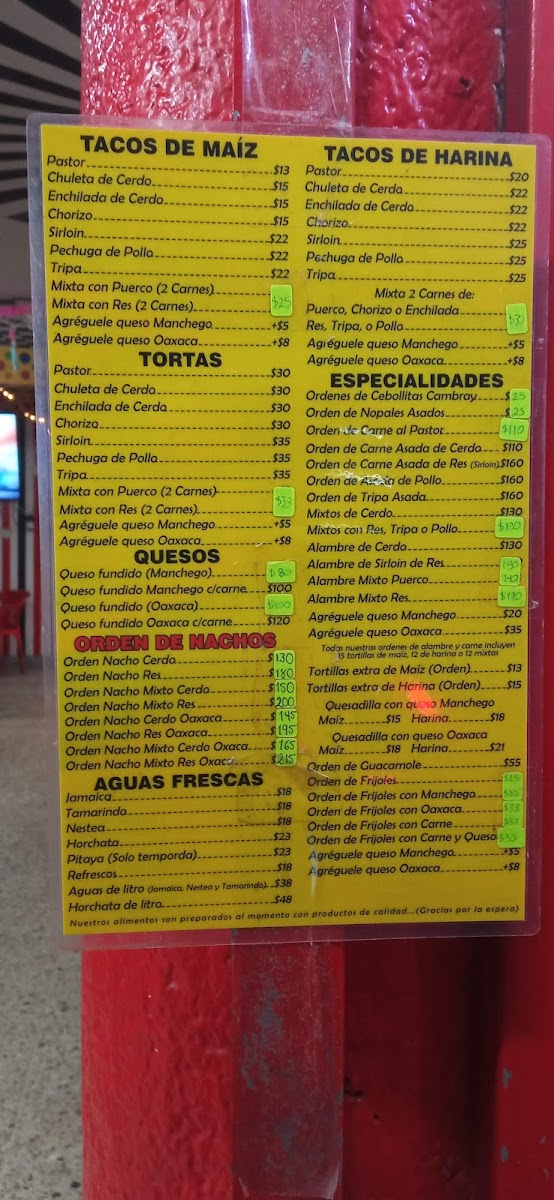 TACOS DE MAÍZ
Pastor $13
Chuleta de Cerdo $15
Enchilada de Cerdo $15
Chorizo $15
Sirloin $22
Pechuga de Pollo $22
Tripa $22
Mixta con Puerco (2 Carnes)
Mixta con Res (2 Carnes) $25
Agréguele queso Manchego +$5
Agréguele queso Oaxaca +$8
TORTAS
Pastor $30
Chuleta de Cerdo $30
Enchilada de Cerdo $30
Chorizo $30
Sirloin $35
Pechuga de Pollo $35
Tripa $35
Mixta con Puerco (2 Carnes)
Mixta con Res (2 Carnes)
Agréguele queso Manchego +$5
Agréguele queso Oaxaca +$8
QUESOS
Queso fundido (Manchego) $80
Queso fundido Manchego c/carne $100
Queso fundido (Oaxaca) $100
Queso fundido Oaxaca c/carne $120
ORDEN DE NACHOS
Orden Nacho Cerdo $130
Orden Nacho Res $180
Orden Nacho Mixto Cerdo $150
Orden Nacho Mixto Res $200
Orden Nacho Cerdo Oaxaca $145
Orden Nacho Res Oaxaca $195
Orden Nacho Mixto Cerdo Oaxaca $165
Orden Nacho Mixto Res Oaxaca $215
AGUAS FRESCAS
Jamaica $18
Tamarindo $18
Nestea $18
Horchata $23
Pitaya (Solo temporda) $23
Refrescos $18
Aguas de litro (Jamaica, Nestea y Tamarindo) $38
Horchata de litro $48
TACOS DE HARINA
Pastor $20
Chuleta de Cerdo $22
Enchilada de Cerdo $22
Chorizo $22
Sirloin $25
Pechuga de Pollo $25
Tripa $25
Mixta 2 Carnes de:
Puerco, Chorizo o Enchilada
Res, Tripa, o Pollo
Agréguele queso Manchego +$5
Agréguele queso Oaxaca +$8
ESPECIALIDADES
Ordenes de Cebollitas Cambray $25
Orden de Nopales Asados $25
Orden de Carne al Pastor $110
Orden de Carne Asada de Cerdo $110
Orden de Carne Asada de Res (Sirloin) $160
Orden de Asada de Pollo $160
Orden de Tripa Asada $160
Mixtos de Cerdo $130
Mixtos con Res, Tripa o Pollo
Alambre de Cerdo $130
Alambre de Sirloin de Res
Alambre Mixto Puerco
Alambre Mixto Res
Agréguele queso Manchego $20
Agréguele queso Oaxaca $35
Todas nuestras ordenes de alambre y carne incluyen
15 tortillas de maíz, 12 de harina o 12 mixtas
Tortillas extra de Maíz (Orden) $13
Tortillas extra de Harina (Orden) $15
Quesadilla con queso Manchego
Maíz $15 Harina $18
Quesadilla con queso Oaxaca
Maíz $18 Harina $21
Orden de Guacamole $55
Orden de Frijoles
Orden de Frijoles con Manchego
Orden de Frijoles con Oaxaca
Orden de Frijoles con Carne
Orden de Frijoles con Carne y Queso
Agréguele queso Manchego +$5
Agréguele queso Oaxaca +$8
Nuestros alimentos son preparados al momento con productos de calidad...(Gracias por la espera)